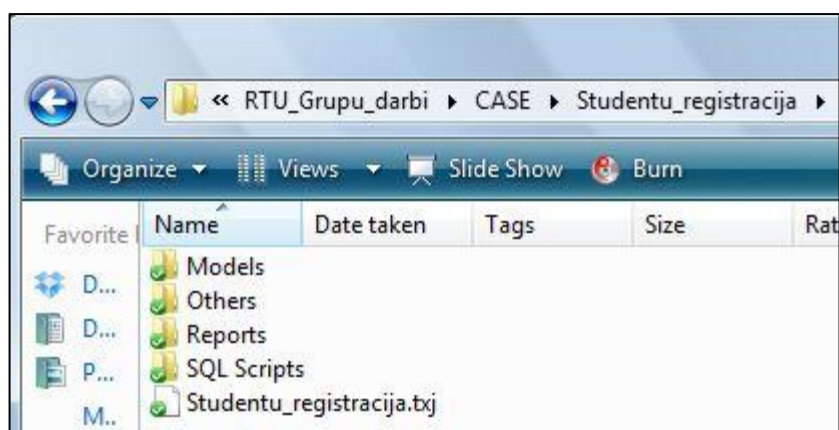 « RTU_Grupu_darbi ▸ CASE ▸ Studentu_registracija ▸
Organize Views Slide Show Burn
Favorite Name Date taken Tags Size Rat
Models
D... Others
D... Reports
P... SQL Scripts
M.. Studentu_registracija.txj